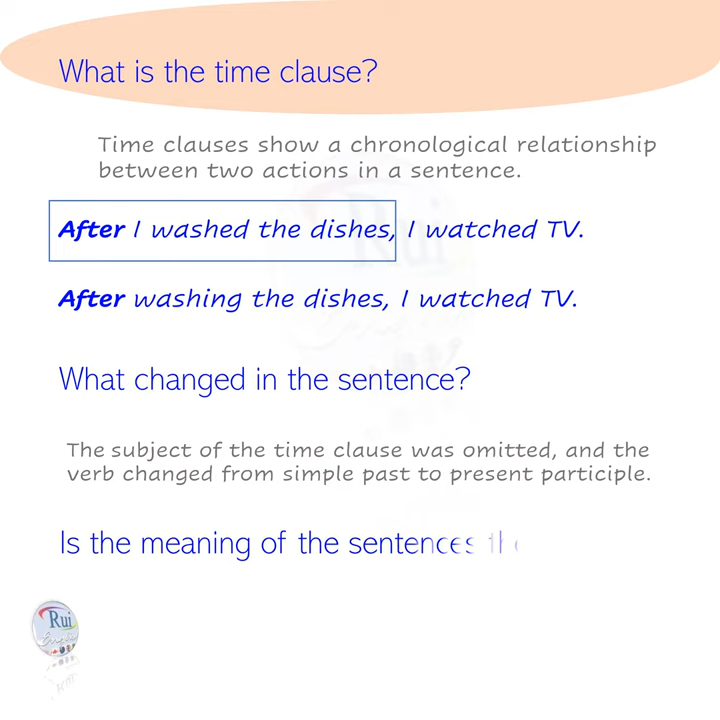 What is the time clause?
Time clauses show a chronological relationship
between two actions in a sentence.
After I washed the dishes, I watched TV.
After washing the dishes, I watched TV.
What changed in the sentence?
The subject of the time clause was omitted, and the
verb changed from simple past to present participle.
Is the meaning of the sentences
Rui